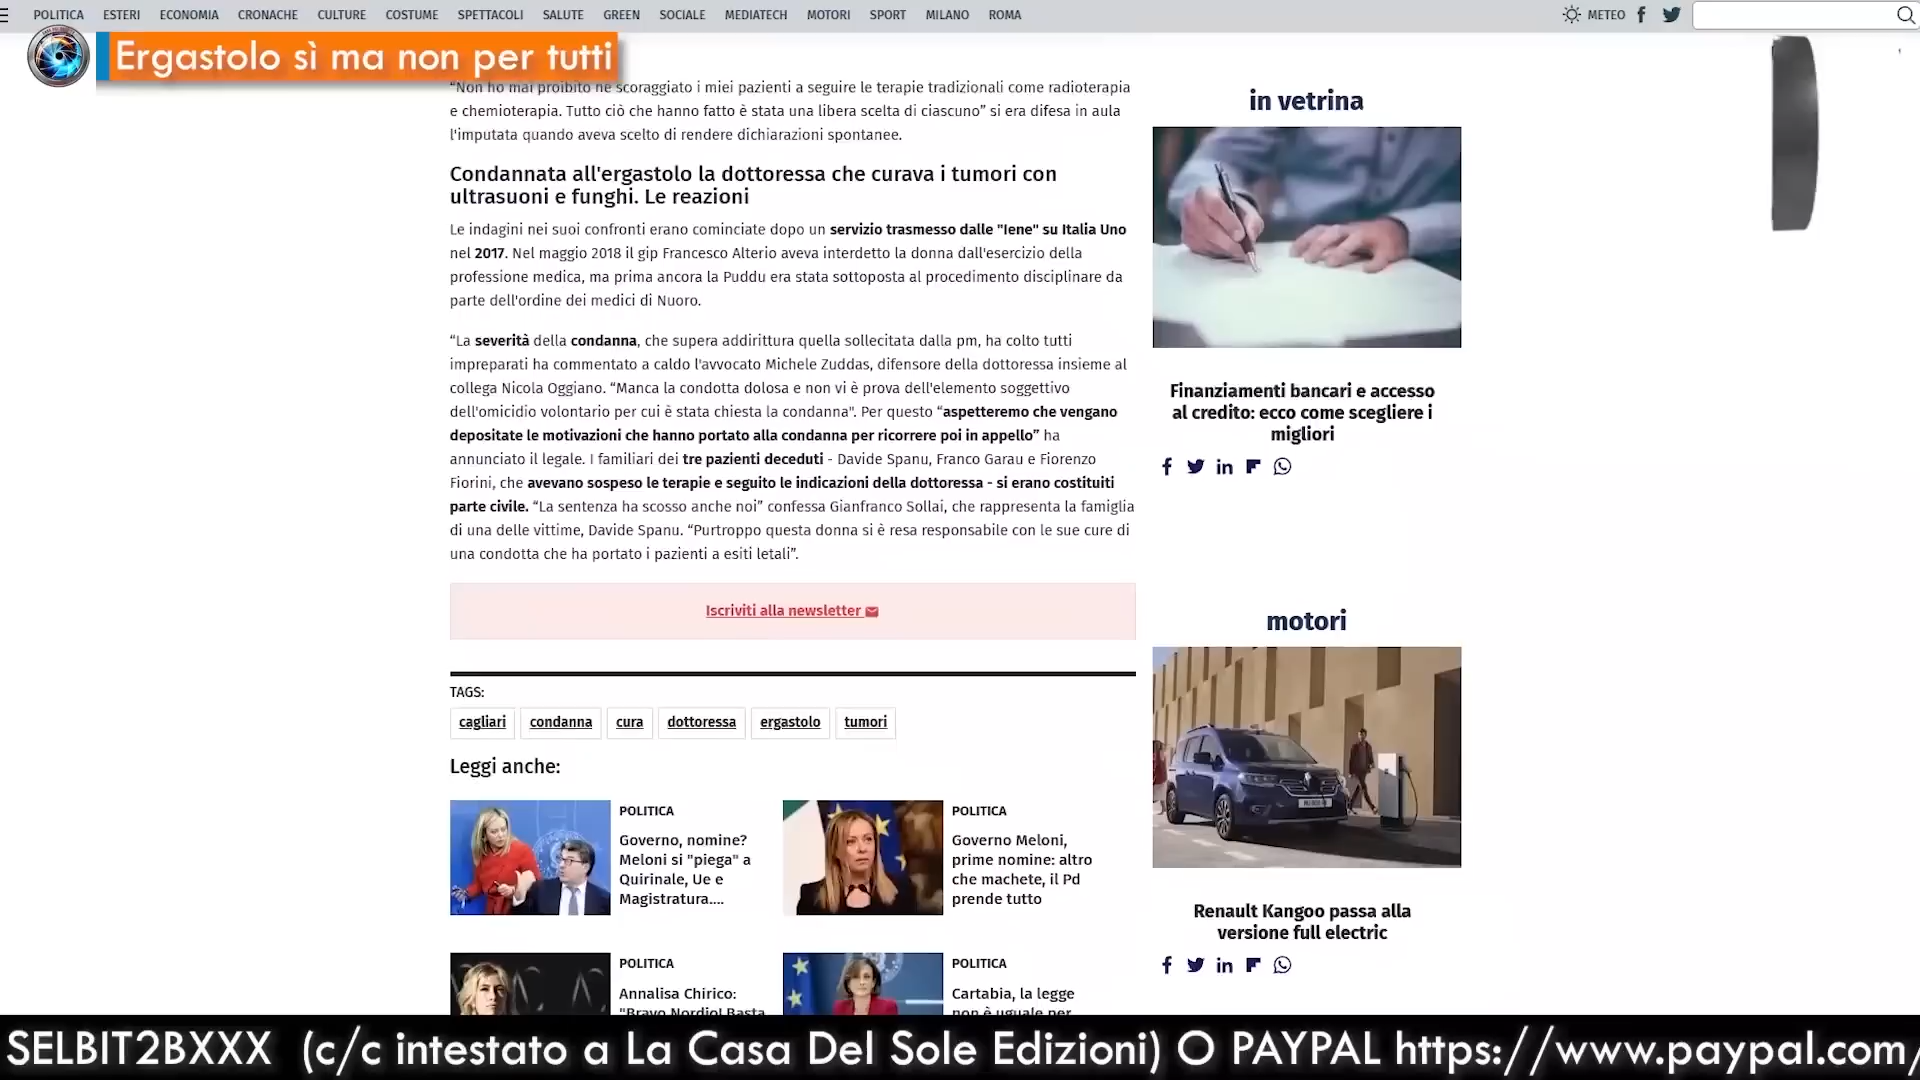 POLITICA ESTERI ECONOMIA CRONACHE CULTURE COSTUME SPETTACOLI SALUTE GREEN SOCIALE MEDIATECH MOTORI SPORT MILANO ROMA METEO
Ergastolo sì ma non per tutti
“Non ho mai proibito né scoraggiato i miei pazienti a seguire le terapie tradizionali come radioterapia
e chemioterapia. Tutto ciò che hanno fatto è stata una libera scelta di ciascuno” si era difesa in aula
l'imputata quando aveva scelto di rendere dichiarazioni spontanee.
Condannata all'ergastolo la dottoressa che curava i tumori con
ultrasuoni e funghi. Le reazioni
Le indagini nei suoi confronti erano cominciate dopo un servizio trasmesso dalle "Iene" su Italia Uno
nel 2017. Nel maggio 2018 il gip Francesco Alterio aveva interdetto la donna dall'esercizio della
professione medica, ma prima ancora la Puddu era stata sottoposta al procedimento disciplinare da
parte dell'ordine dei medici di Nuoro.
“La severità della condanna, che supera addirittura quella sollecitata dalla pm, ha colto tutti
impreparati ha commentato a caldo l'avvocato Michele Zuddas, difensore della dottoressa insieme al
collega Nicola Oggiano. “Manca la condotta dolosa e non vi è prova dell'elemento soggettivo
dell'omicidio volontario per cui è stata chiesta la condanna". Per questo “aspetteremo che vengano
depositate le motivazioni che hanno portato alla condanna per ricorrere poi in appello” ha
annunciato il legale. I familiari dei tre pazienti deceduti - Davide Spanu, Franco Garau e Fiorenzo
Fiorini, che avevano sospeso le terapie e seguito le indicazioni della dottoressa - si erano costituiti
parte civile. “La sentenza ha scosso anche noi” confessa Gianfranco Sollai, che rappresenta la famiglia
di una delle vittime, Davide Spanu. “Purtroppo questa donna si è resa responsabile con le sue cure di
una condotta che ha portato i pazienti a esiti letali”.
Iscriviti alla newsletter
TAGS:
cagliari condanna cura dottoressa ergastolo tumori
Leggi anche:
POLITICA
Governo, nomine?
Meloni si "piega" a
Quirinale, Ue e
Magistratura....
POLITICA
Governo Meloni,
prime nomine: altro
che machete, il Pd
prende tutto
POLITICA
Annalisa Chirico:
"Bravo Nordio! Basta
POLITICA
Cartabia, la legge
non è uguale per
in vetrina
Finanziamenti bancari e accesso
al credito: ecco come scegliere i
migliori
motori
Renault Kangoo passa alla
versione full electric
SELBIT2BXXX (c/c intestato a La Casa Del Sole Edizioni) O PAYPAL https://www.paypal.com/